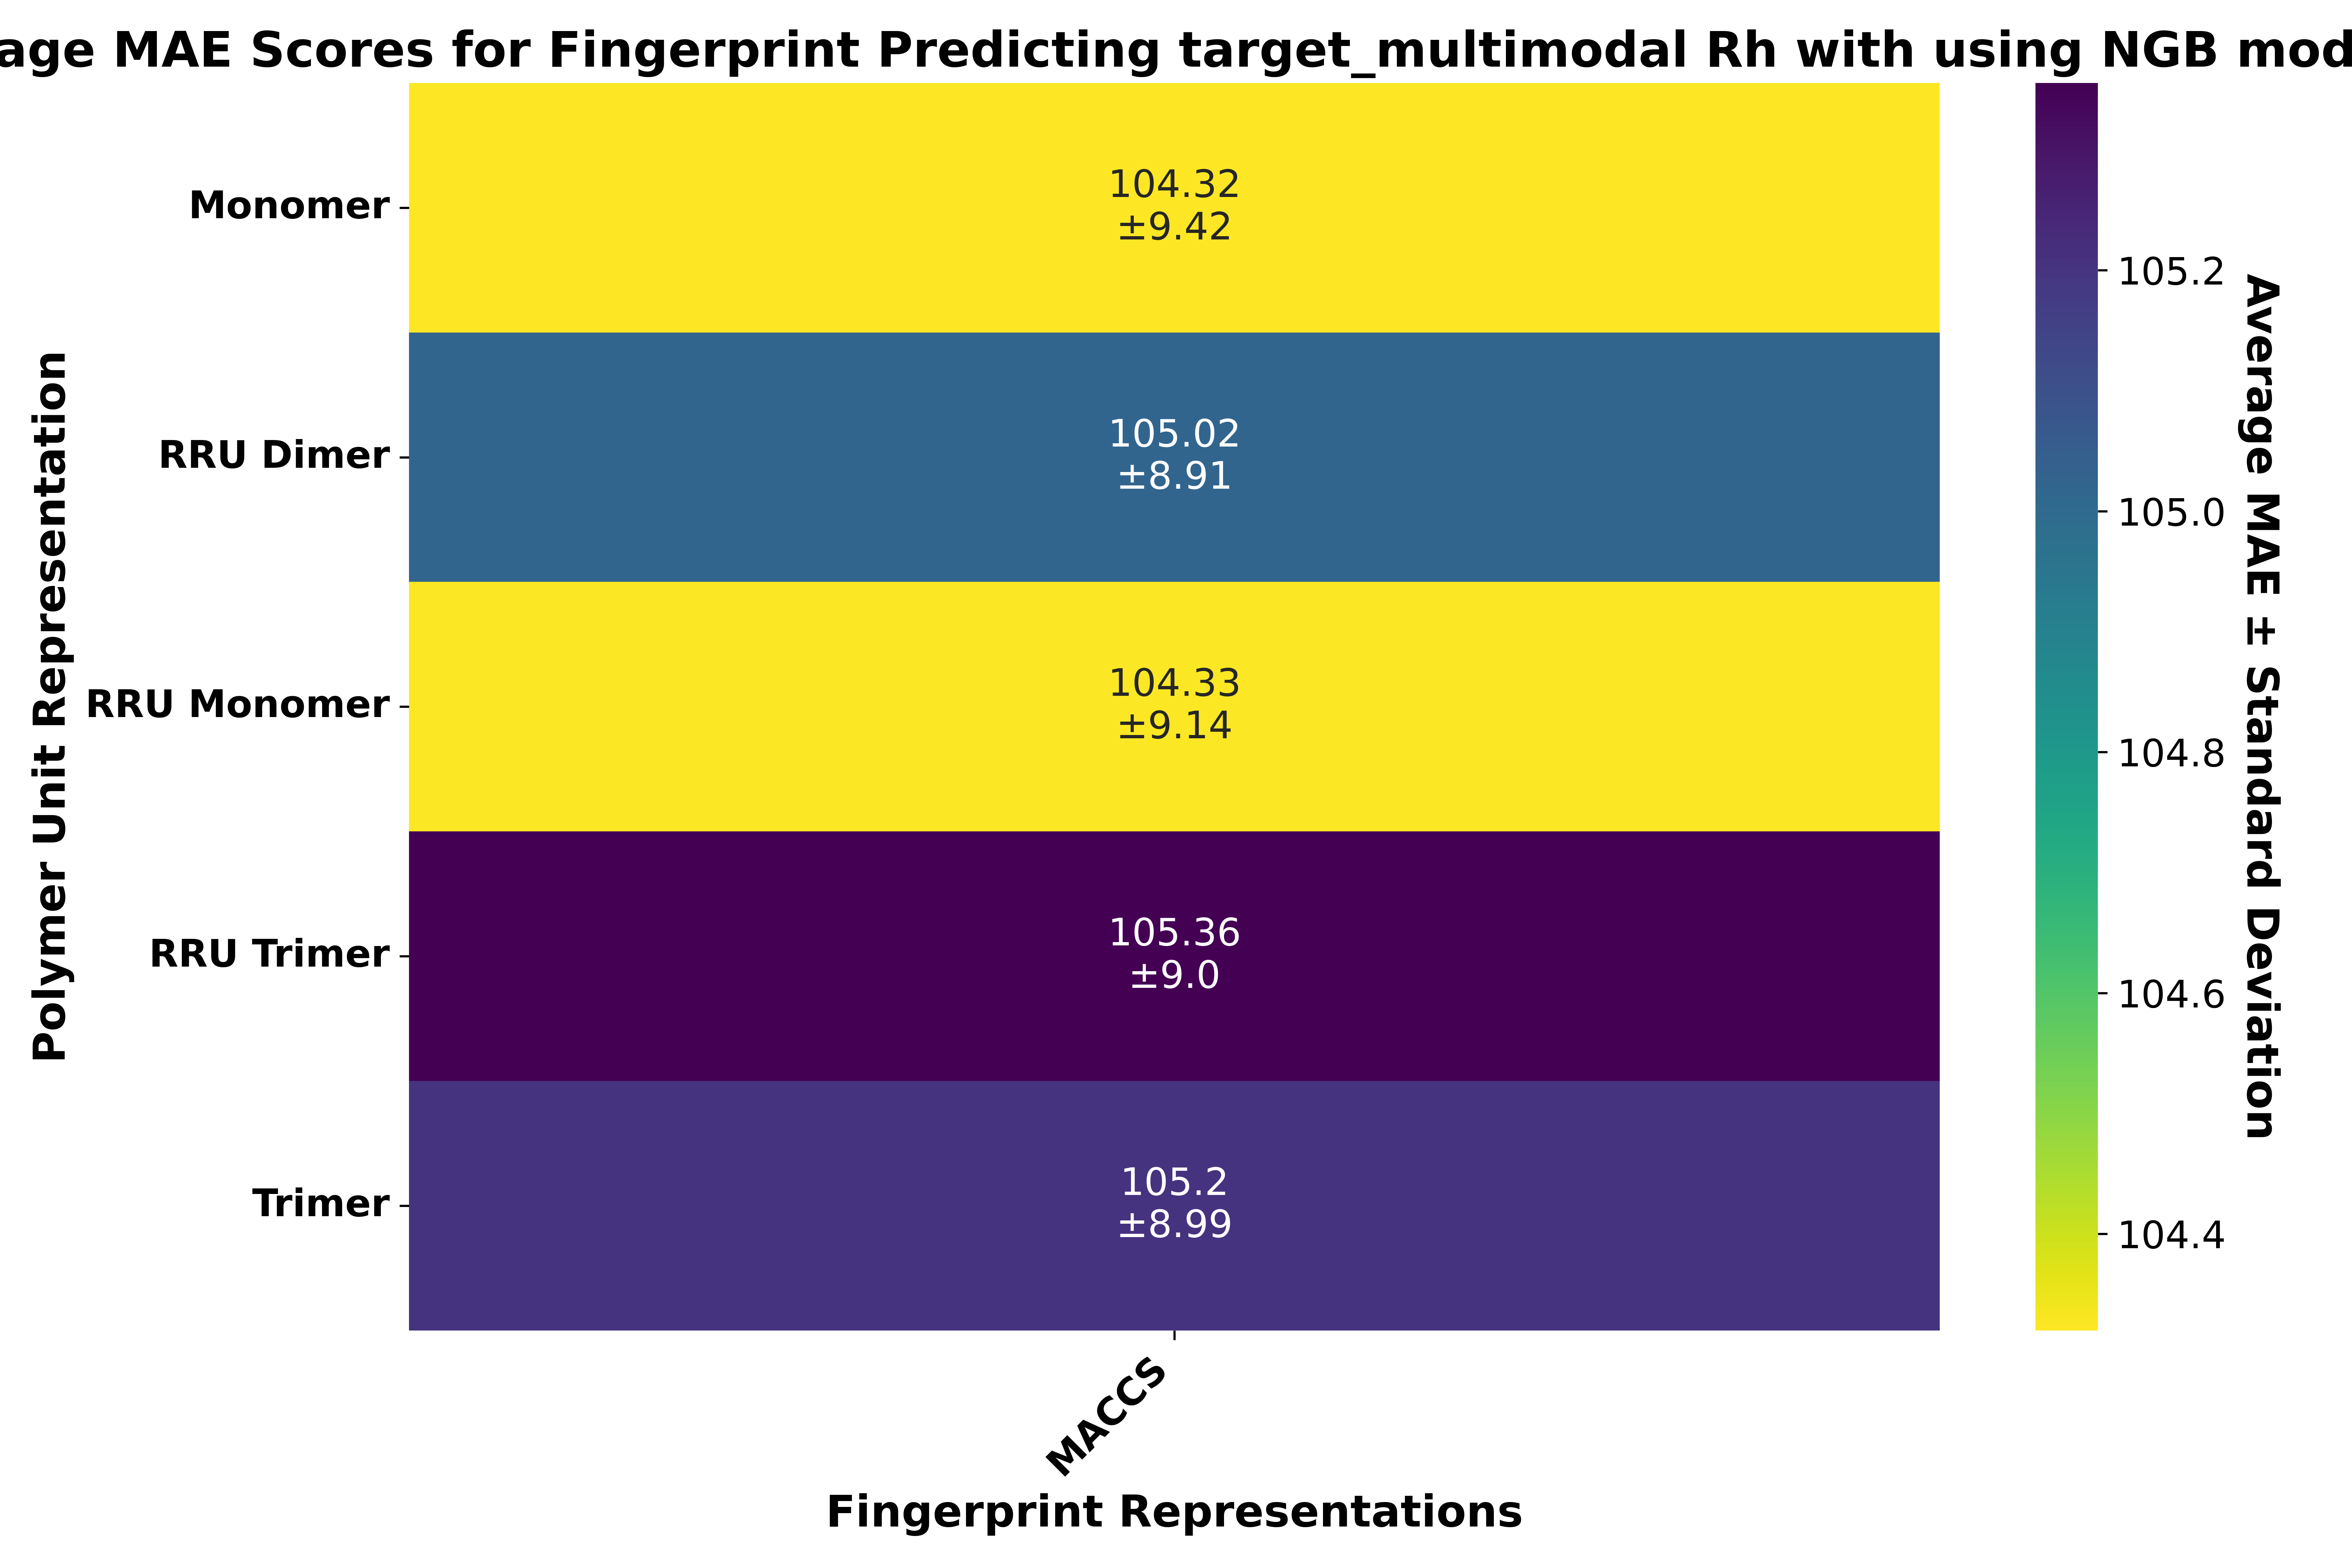 age MAE Scores for Fingerprint Predicting target_multimodal Rh with using NGB mod
Polymer Unit Representation
Monomer
104.32
±9.42
RRU Dimer
105.02
±8.91
RRU Monomer
104.33
±9.14
RRU Trimer
105.36
±9.0
Trimer
105.2
±8.99
MACCS
Fingerprint Representations
105.2
105.0
104.8
104.6
104.4
Average MAE ± Standard Deviation